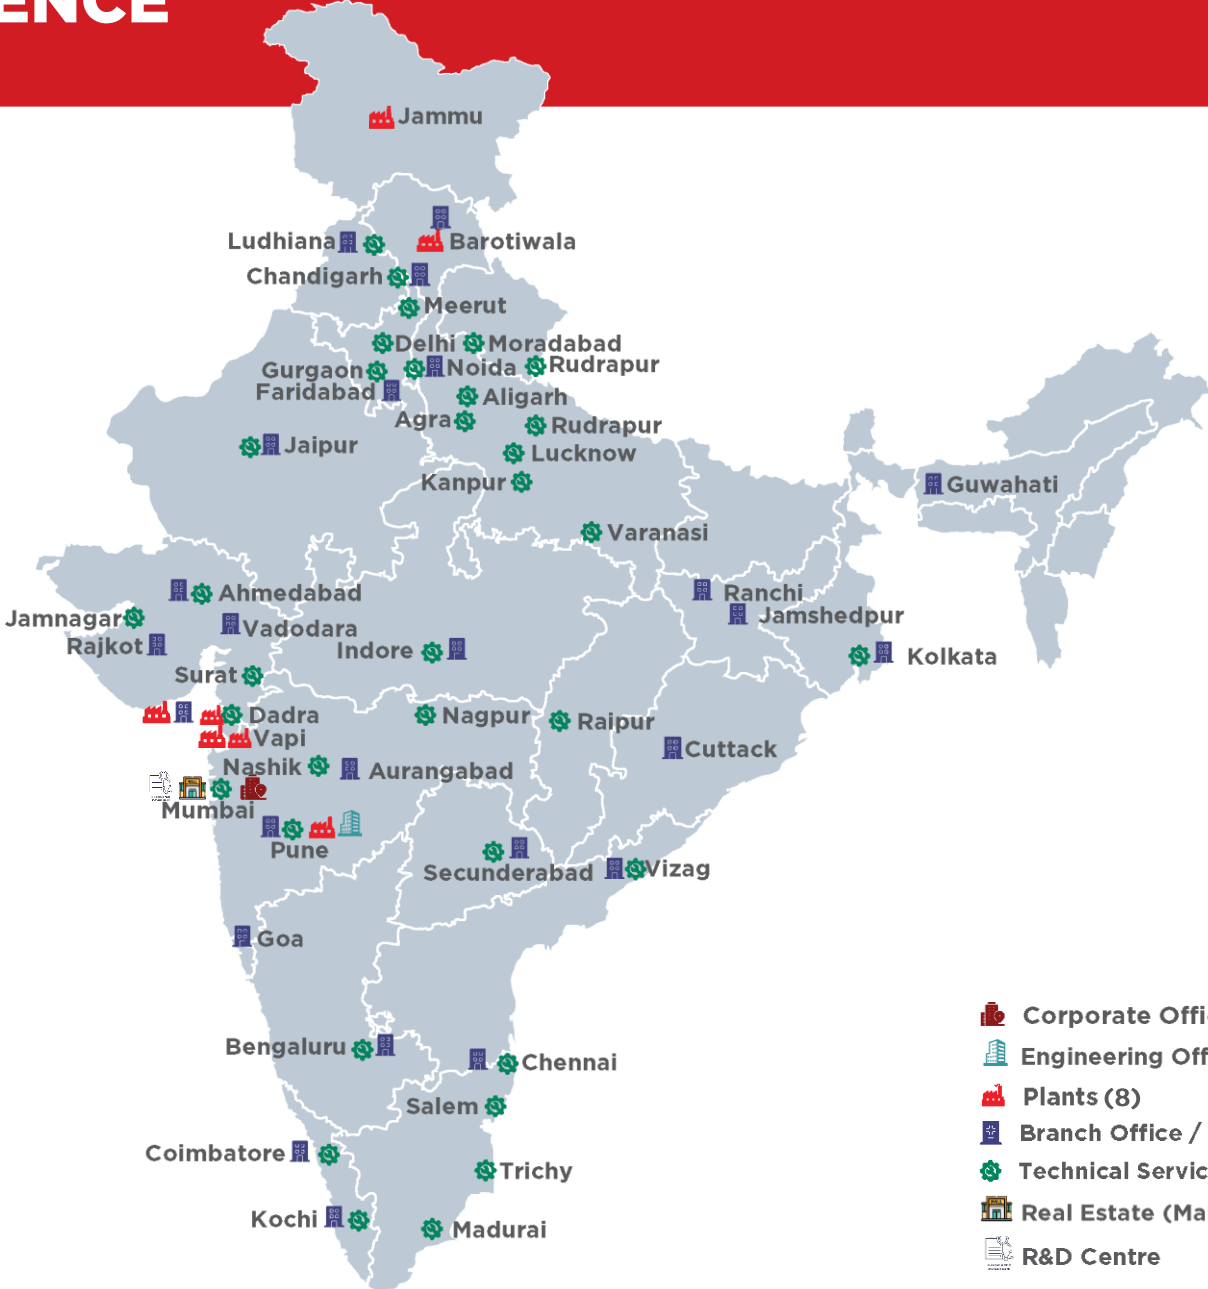 ENCE
Jammu
Ludhiana
Barotiwala
Chandigarh
Meerut
Delhi
Moradabad
Gurgaon
Noida
Rudrapur
Faridabad
Aligarh
Agra
Rudrapur
Jaipur
Lucknow
Kanpur
Guwahati
Varanasi
Ahmedabad
Ranchi
Jamnagar
Jamshedpur
Vadodara
Rajkot
Indore
Kolkata
Surat
Dadra
Nagpur
Raipur
Vapi
Cuttack
Nashik
Aurangabad
Mumbai
Pune
Secunderabad
Vizag
Goa
Bengaluru
Chennai
Salem
Coimbatore
Trichy
Kochi
Madurai
Corporate Offi
Engineering Off
Plants (8)
Branch Office /
Technical Servic
Real Estate (Ma
R&D Centre